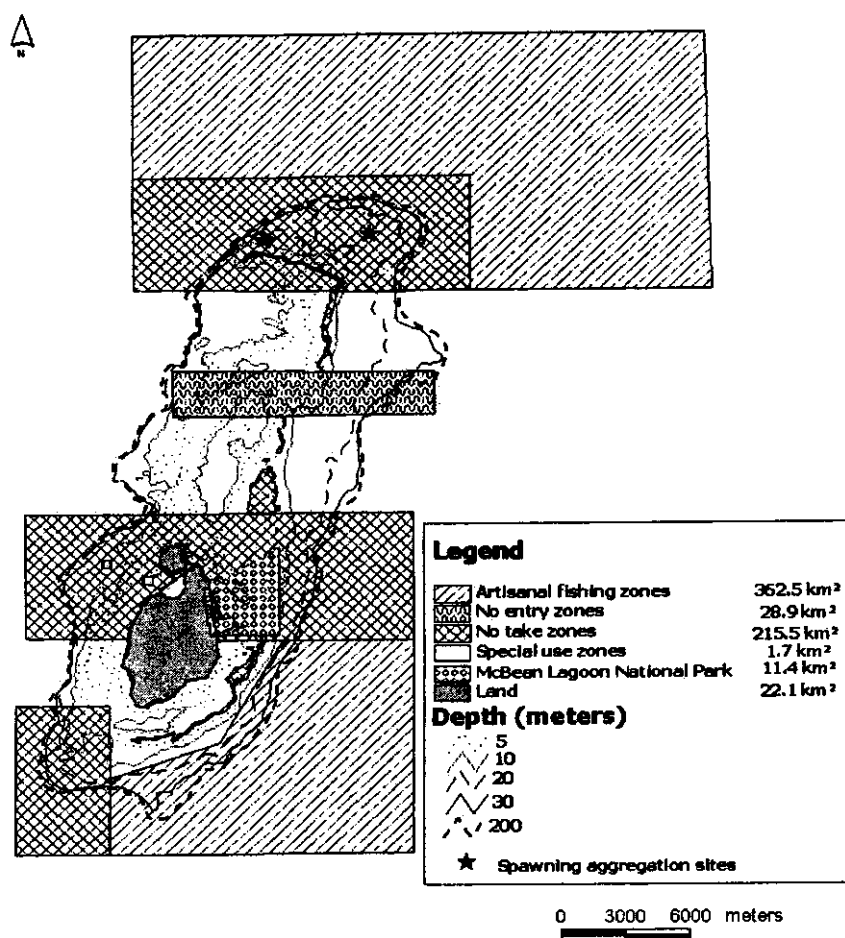 N
Legend
Artisanal fishing zones 362.5 km²
No entry zones 28.9 km²
No take zones 215.5 km²
Special use zones 1.7 km²
McBean Lagoon National Park 11.4 km²
Land 22.1 km²
Depth (meters)
5
10
20
30
200
Spawning aggregation sites
0 3000 6000 meters